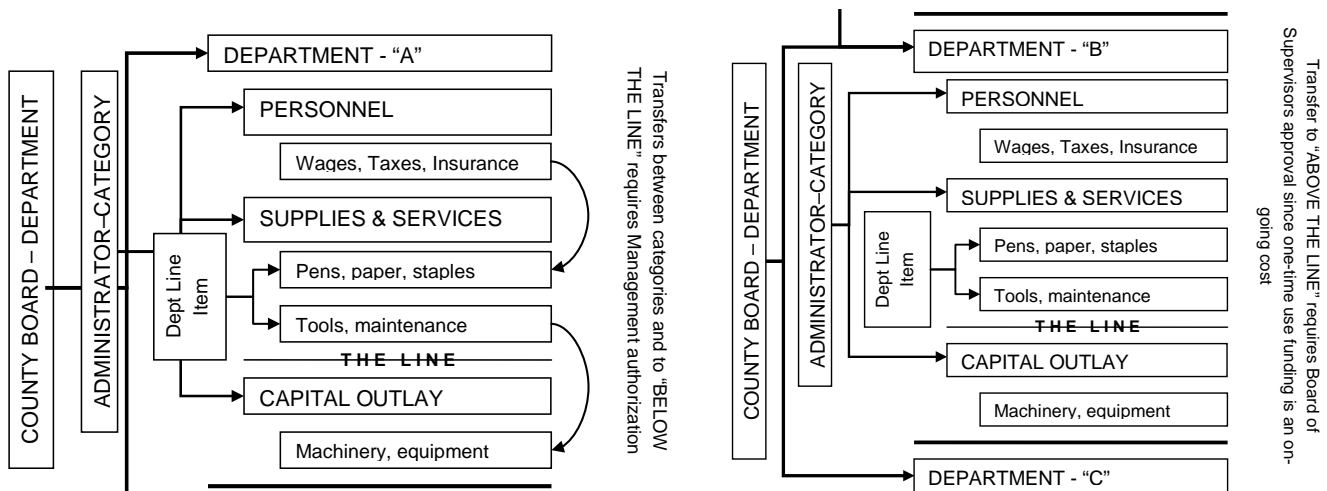 COUNTY BOARD – DEPARTMENT
ADMINISTRATOR–CATEGORY
DEPARTMENT - “A”
PERSONNEL
Wages, Taxes, Insurance
SUPPLIES & SERVICES
Dept Line
Item
Pens, paper, staples
Tools, maintenance
THE LINE
CAPITAL OUTLAY
Machinery, equipment
Transfers between categories and to “BELOW
THE LINE” requires Management authorization
COUNTY BOARD – DEPARTMENT
ADMINISTRATOR–CATEGORY
DEPARTMENT - “B”
PERSONNEL
Wages, Taxes, Insurance
SUPPLIES & SERVICES
Dept Line
Item
Pens, paper, staples
Tools, maintenance
THE LINE
CAPITAL OUTLAY
Machinery, equipment
DEPARTMENT - “C”
Transfer to “ABOVE THE LINE” requires Board of
Supervisors approval since one-time use funding is an on-
going cost